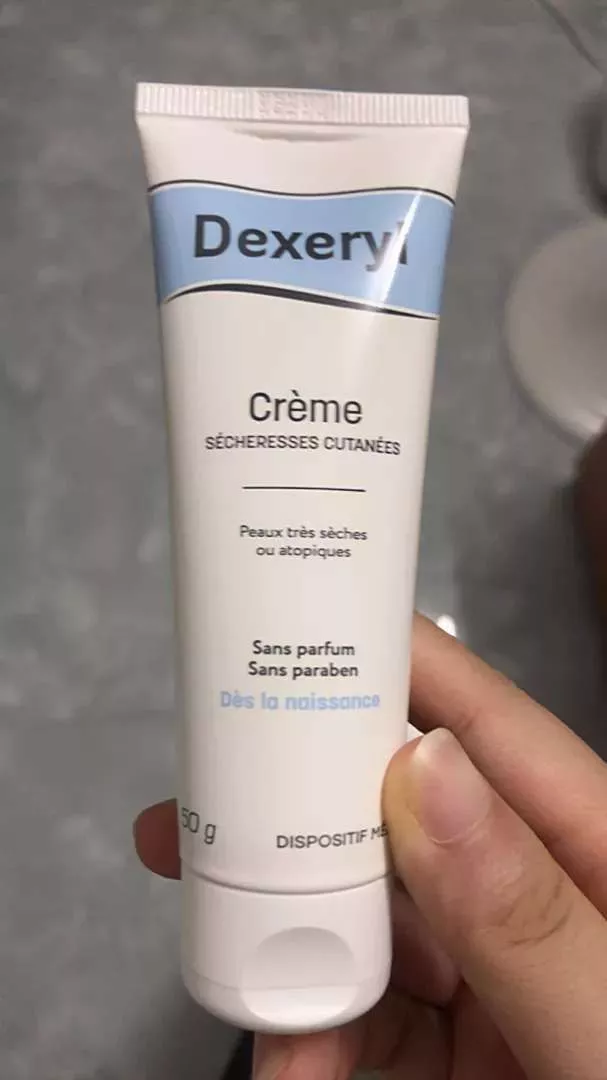 Dexeryl
Crème
SÉCHERESSES CUTANÉES
Peaux très sèches
ou atopiques
Sans parfum
Sans paraben
Dès la naissance
50 g
DISPOSITIF